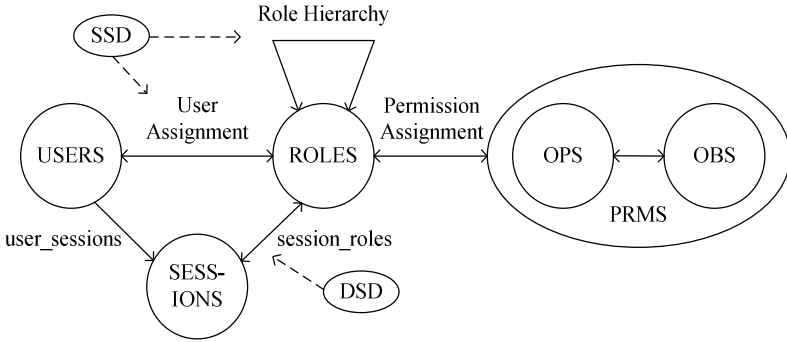 Role Hierarchy
SSD
User
Assignment
Permission
Assignment
USERS
ROLES
OPS
OBS
PRMS
user_sessions
session_roles
SESS-
IONS
DSD